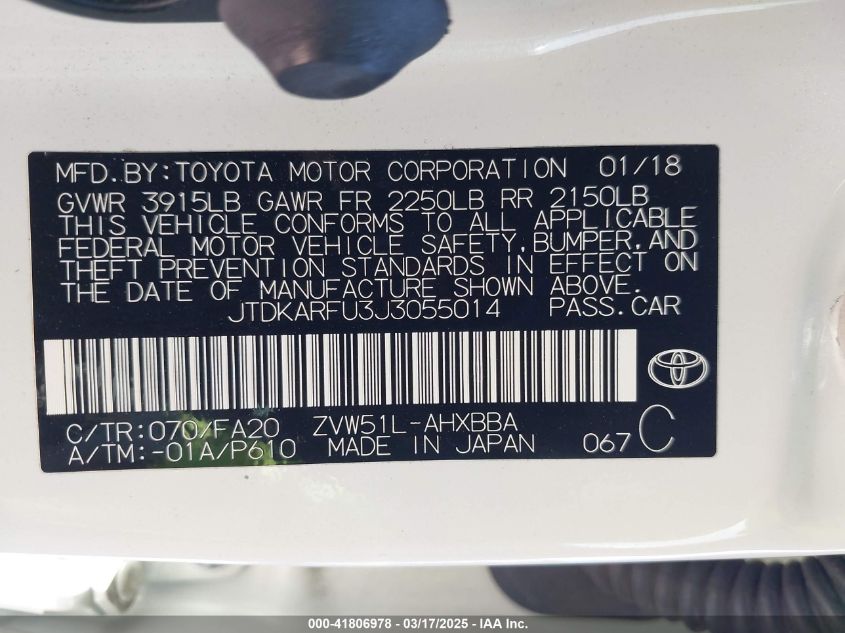 MFD. BY: TOYOTA MOTOR CORPORATION 01/18
GVWR 3915LB GAWR FR 2250LB RR 2150LB
THIS VEHICLE CONFORMS TO ALL APPLICABLE
FEDERAL MOTOR VEHICLE SAFETY, BUMPER, AND
THEFT PREVENTION STANDARDS IN EFFECT ON
THE DATE OF MANUFACTURE SHOWN ABOVE.
JTDKARFU3J3055014 PASS. CAR
C/TR: 070/FA20 ZVW51L-AHXBBA
A/TM: -01A/P610 MADE IN JAPAN 067 C
000-41806978 - 03/17/2025 - IAA Inc.